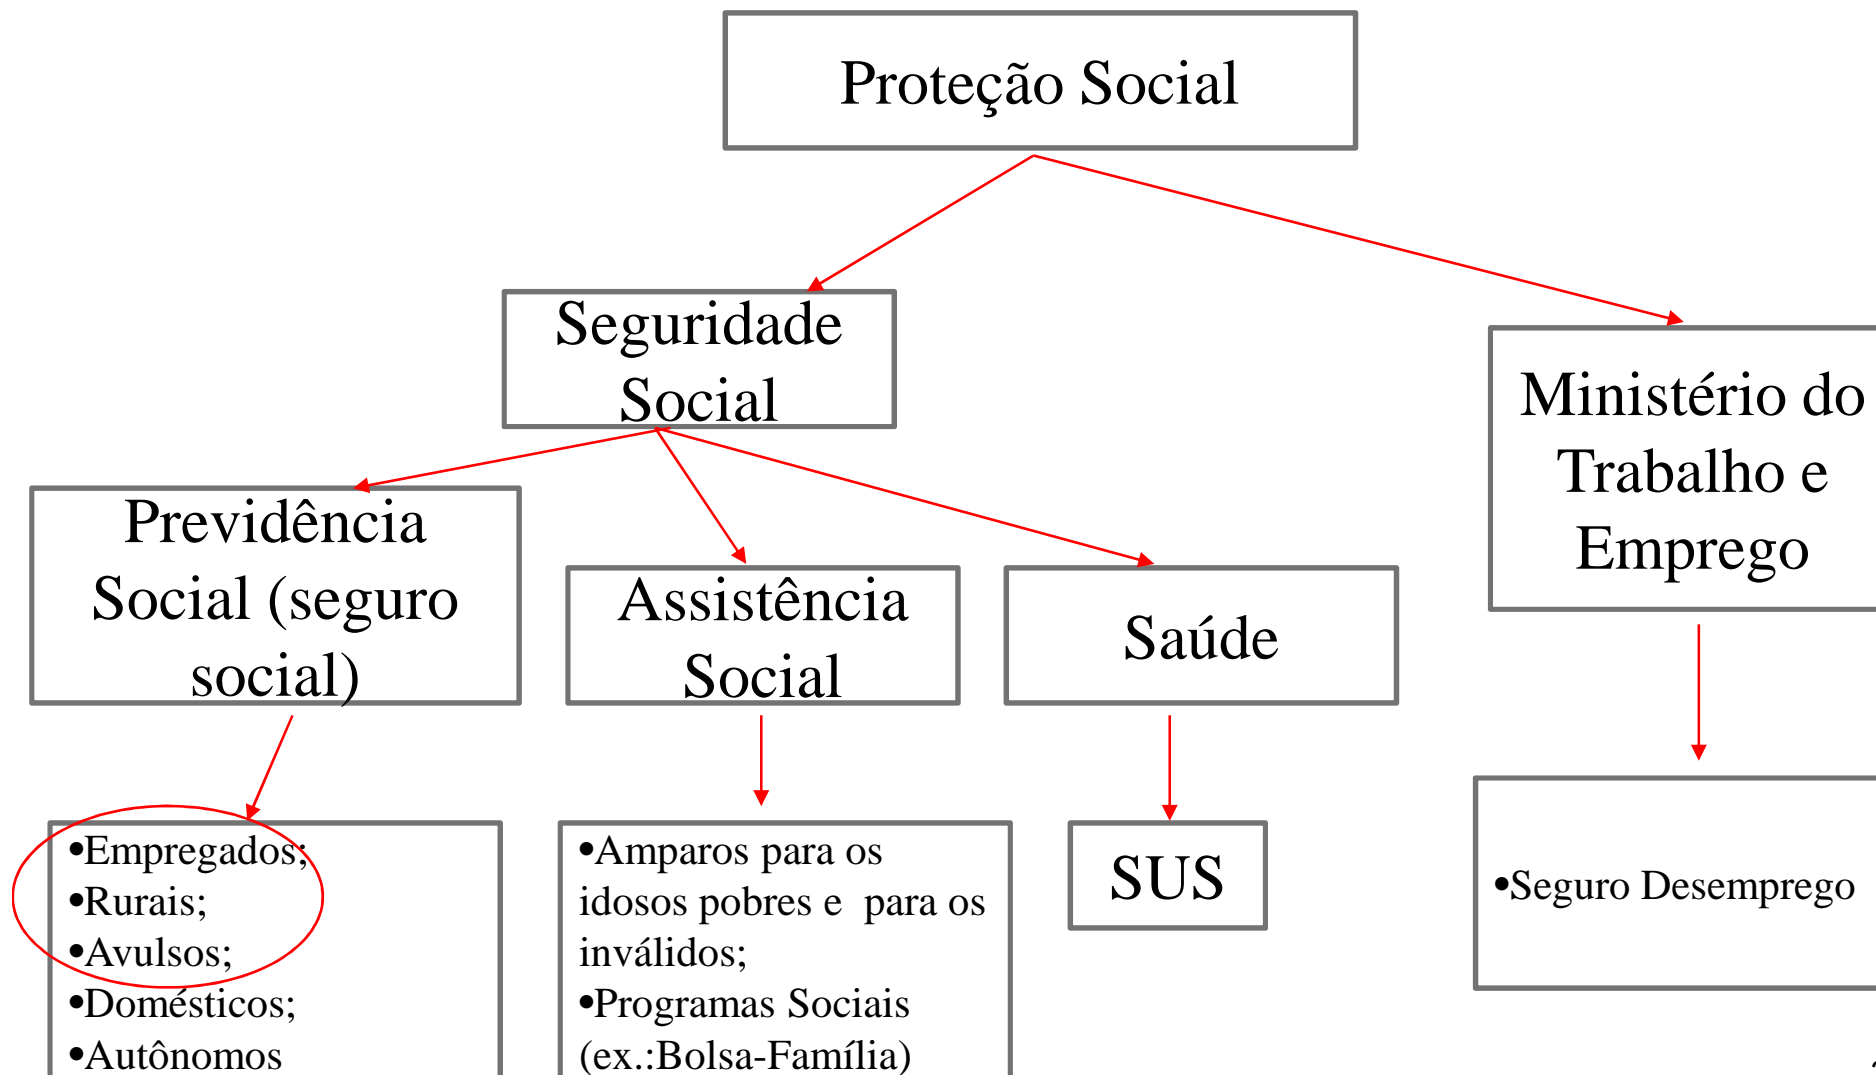 Proteção Social
Seguridade
Social
Ministério do
Trabalho e
Emprego
Previdência
Social (seguro
social)
Assistência
Social
Saúde
•Empregados;
•Rurais;
•Avulsos;
•Domésticos;
•Autônomos
•Amparos para os
idosos pobres e para os
inválidos;
•Programas Sociais
(ex.:Bolsa-Família)
SUS
•Seguro Desemprego